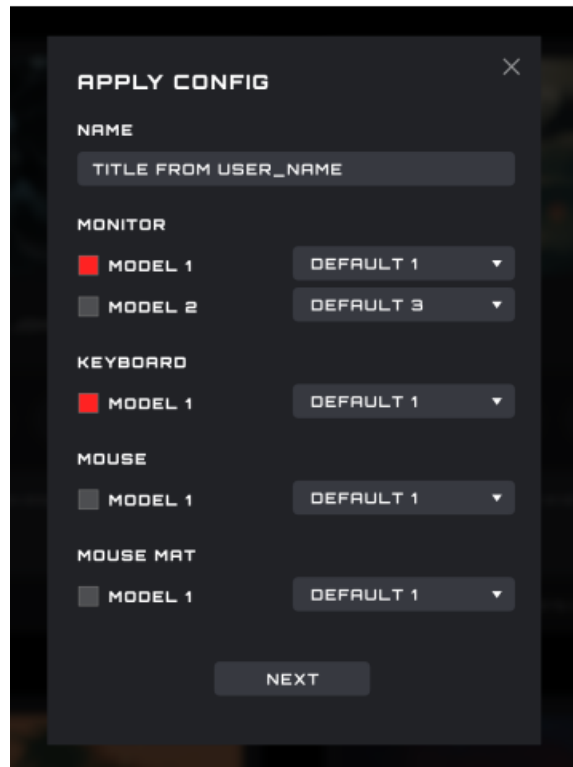 APPLY CONFIG
NAME
TITLE FROM USER_NAME
MONITOR
MODEL 1 DEFAULT 1
MODEL 2 DEFAULT 3
KEYBOARD
MODEL 1 DEFAULT 1
MOUSE
MODEL 1 DEFAULT 1
MOUSE MAT
MODEL 1 DEFAULT 1
NEXT